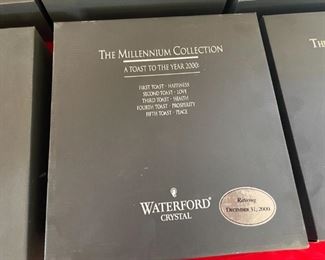 THE MILLENNIUM COLLECTION
A TOAST TO THE YEAR 2000:
FIRST TOAST · HAPPINESS
SECOND TOAST · LOVE
THIRD TOAST · HEALTH
FOURTH TOAST · PROSPERITY
FIFTH TOAST · PEACE
WATERFORD
CRYSTAL
DECEMBER 31, 2000
TH